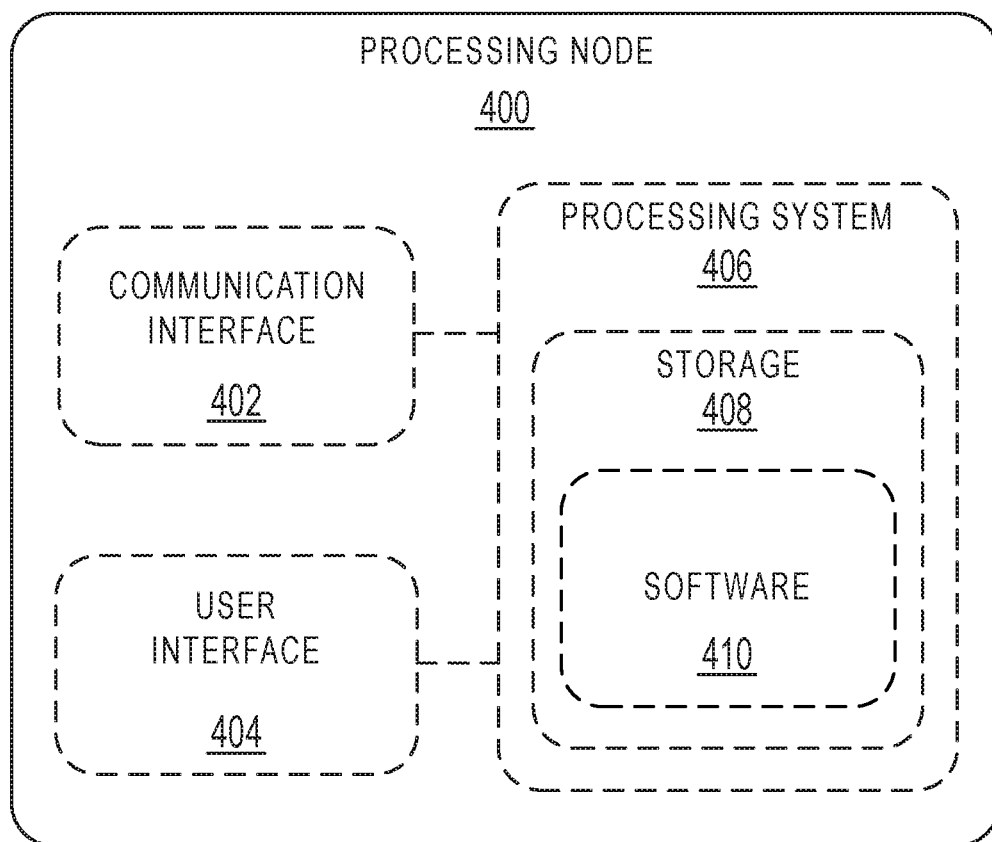 PROCESSING NODE
400
PROCESSING SYSTEM
406
COMMUNICATION
INTERFACE
402
STORAGE
408
SOFTWARE
410
USER
INTERFACE
404